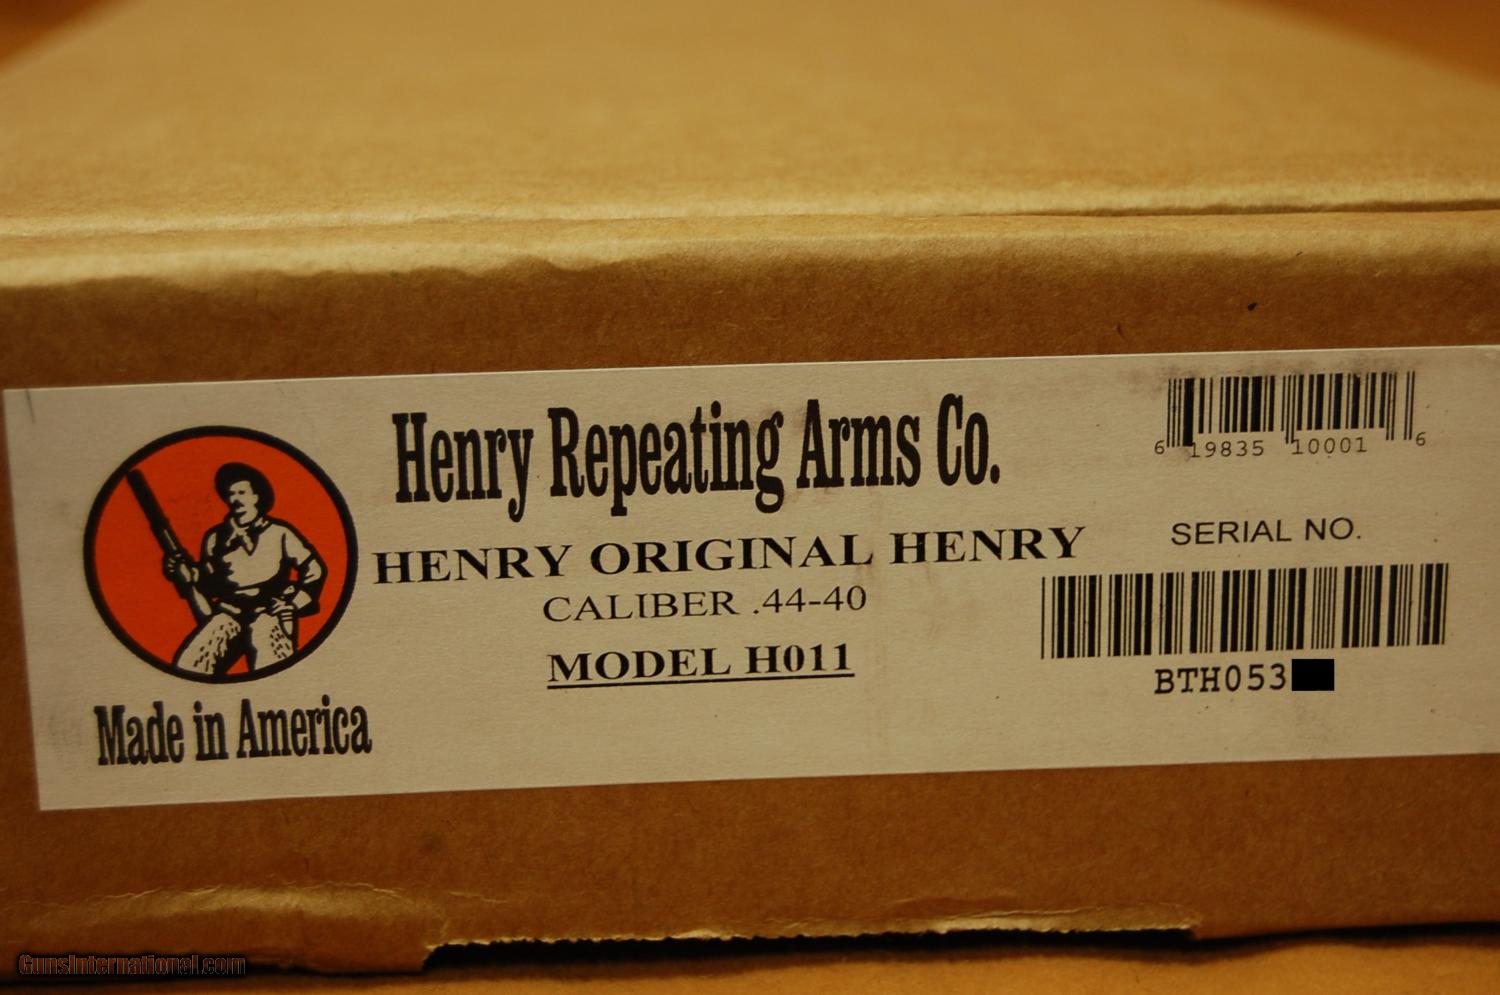 Henry Repeating Arms Co.
HENRY ORIGINAL HENRY
CALIBER .44-40
MODEL H011
Made in America
6 19835 10001 6
SERIAL NO.
BTH053
GunsInternational.com